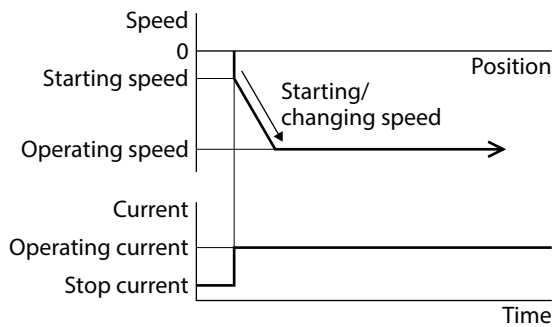 Speed
0
Position
Starting speed
Starting/
changing speed
Operating speed
Current
Operating current
Stop current
Time